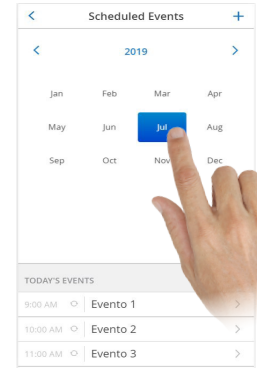 Scheduled Events +
2019
Jan Feb Mar Apr
May Jun Jul Aug
Sep Oct Nov Dec
TODAY'S EVENTS
9:00 AM Evento 1
10:00 AM Evento 2
11:00 AM Evento 3